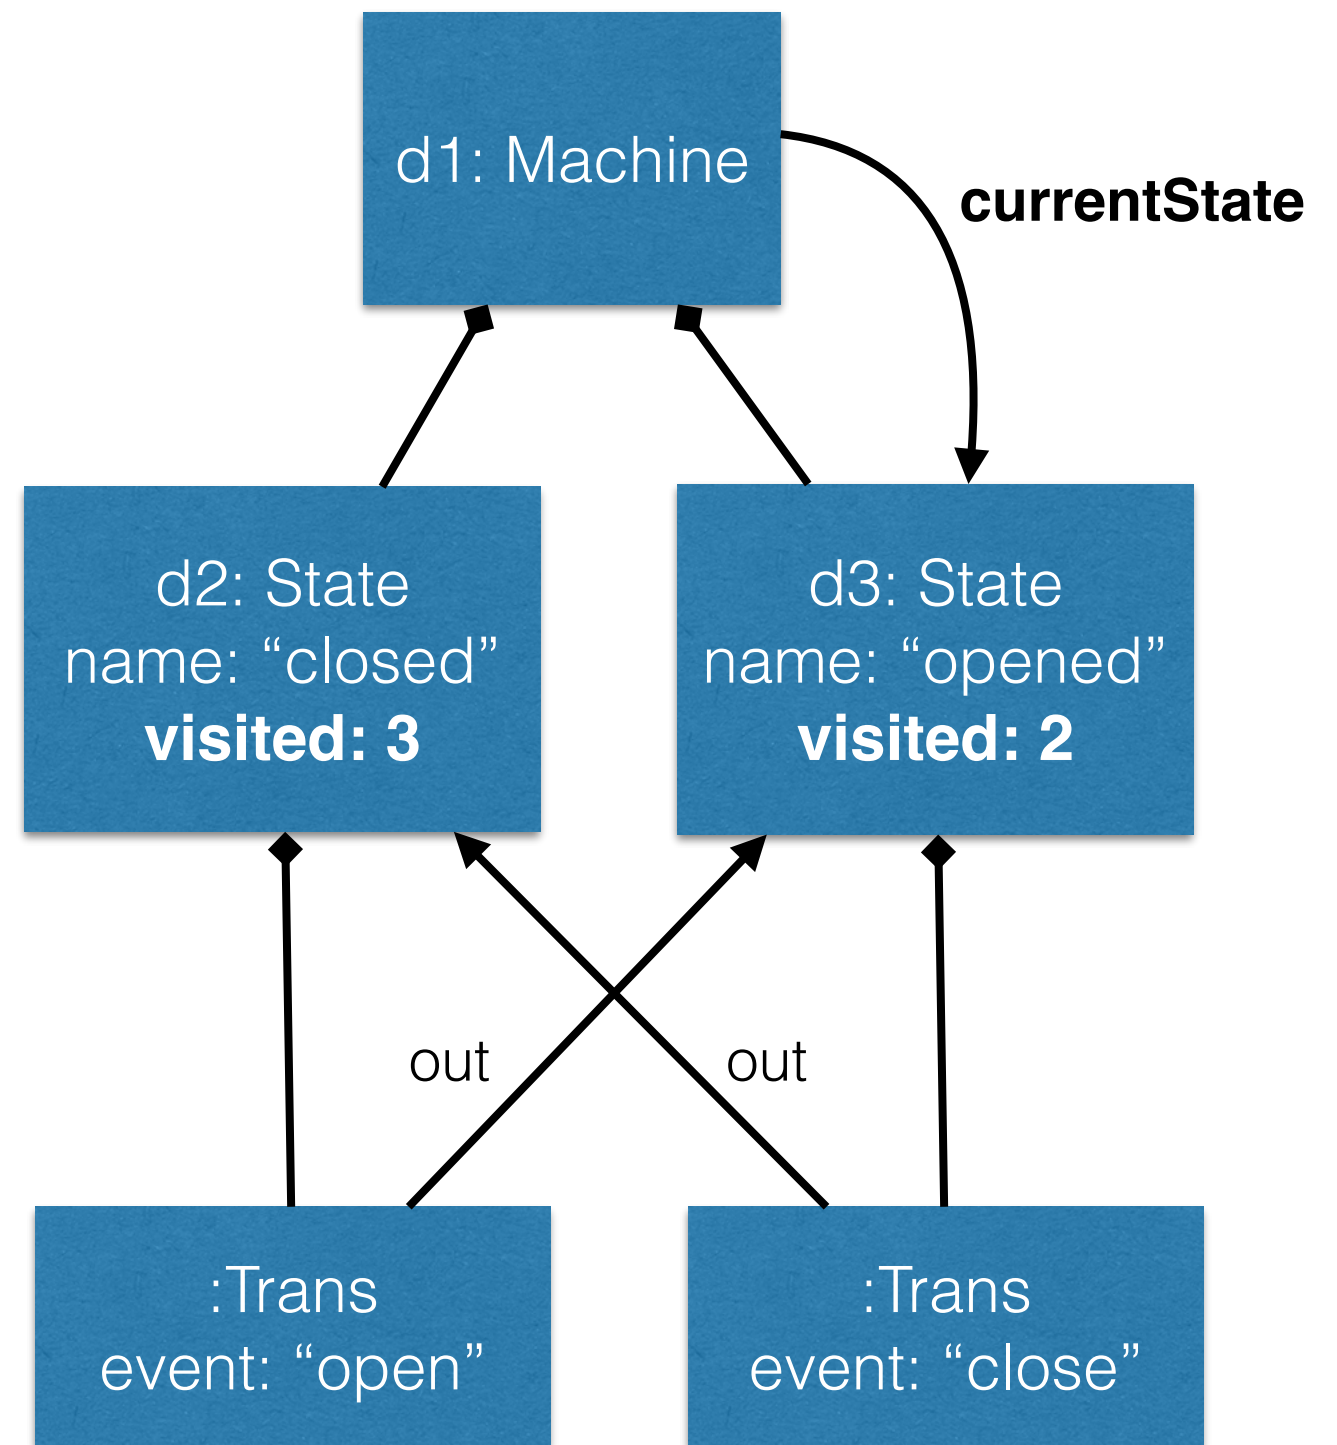 d1: Machine
currentState
d2: State
name: “closed”
visited: 3
d3: State
name: “opened”
visited: 2
out
out
:Trans
event: “open”
:Trans
event: “close”